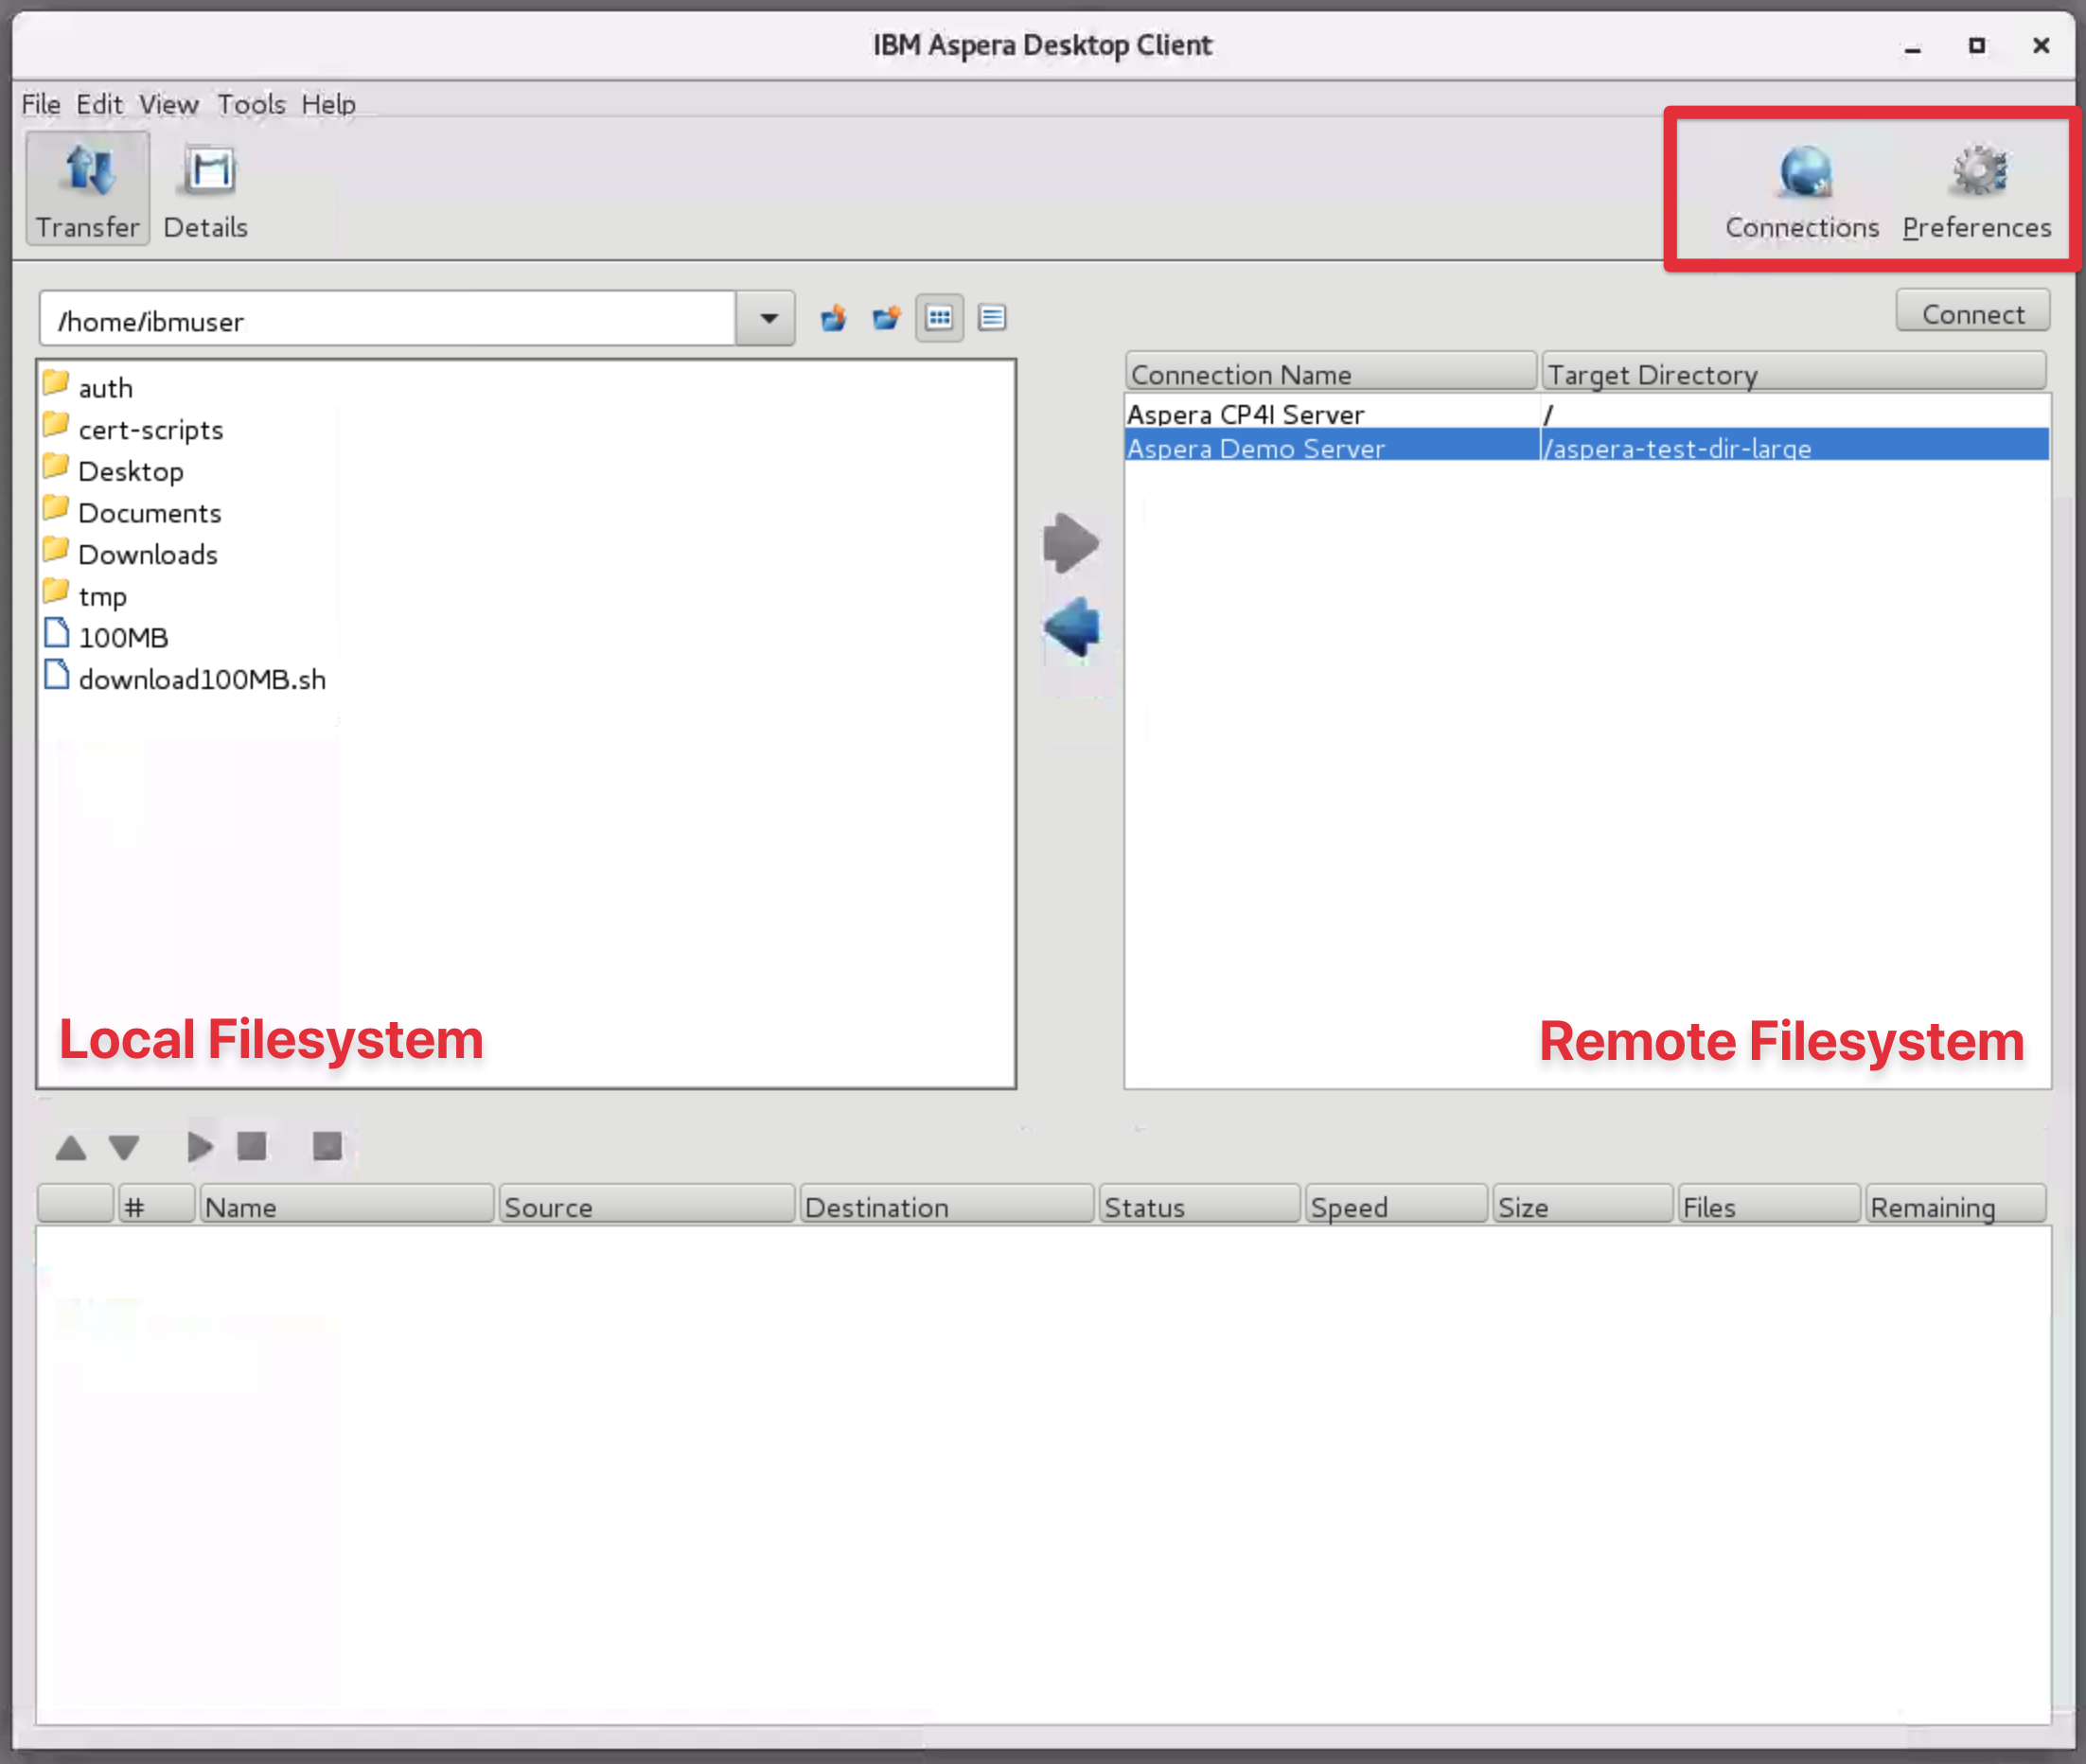 IBM Aspera Desktop Client
File Edit View Tools Help
Transfer Details Connections Preferences
/home/ibmuser
Connect
Connection Name Target Directory
Aspera CP4I Server /
Aspera Demo Server /aspera-test-dir-large
auth
cert-scripts
Desktop
Documents
Downloads
tmp
100MB
download100MB.sh
Local Filesystem
Remote Filesystem
# Name Source Destination Status Speed Size Files Remaining